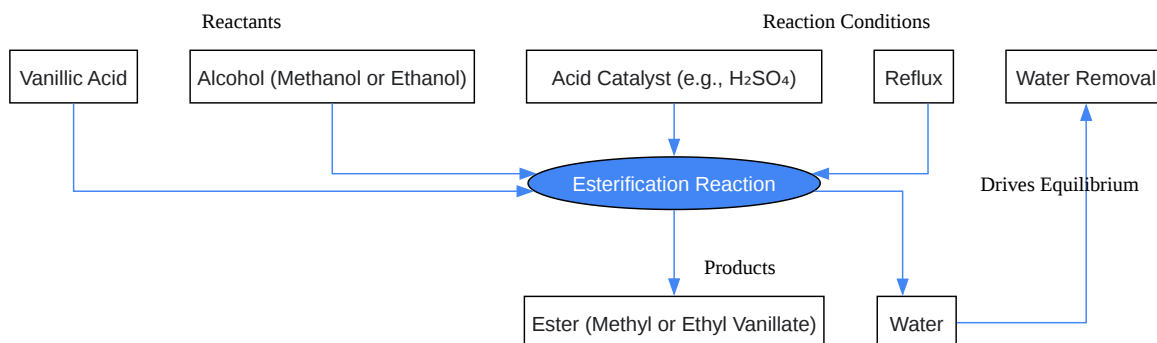 Reactants
Reaction Conditions
Vanillic Acid
Alcohol (Methanol or Ethanol)
Acid Catalyst (e.g., H₂SO₄)
Reflux
Water Removal
Esterification Reaction
Drives Equilibrium
Products
Ester (Methyl or Ethyl Vanillate)
Water